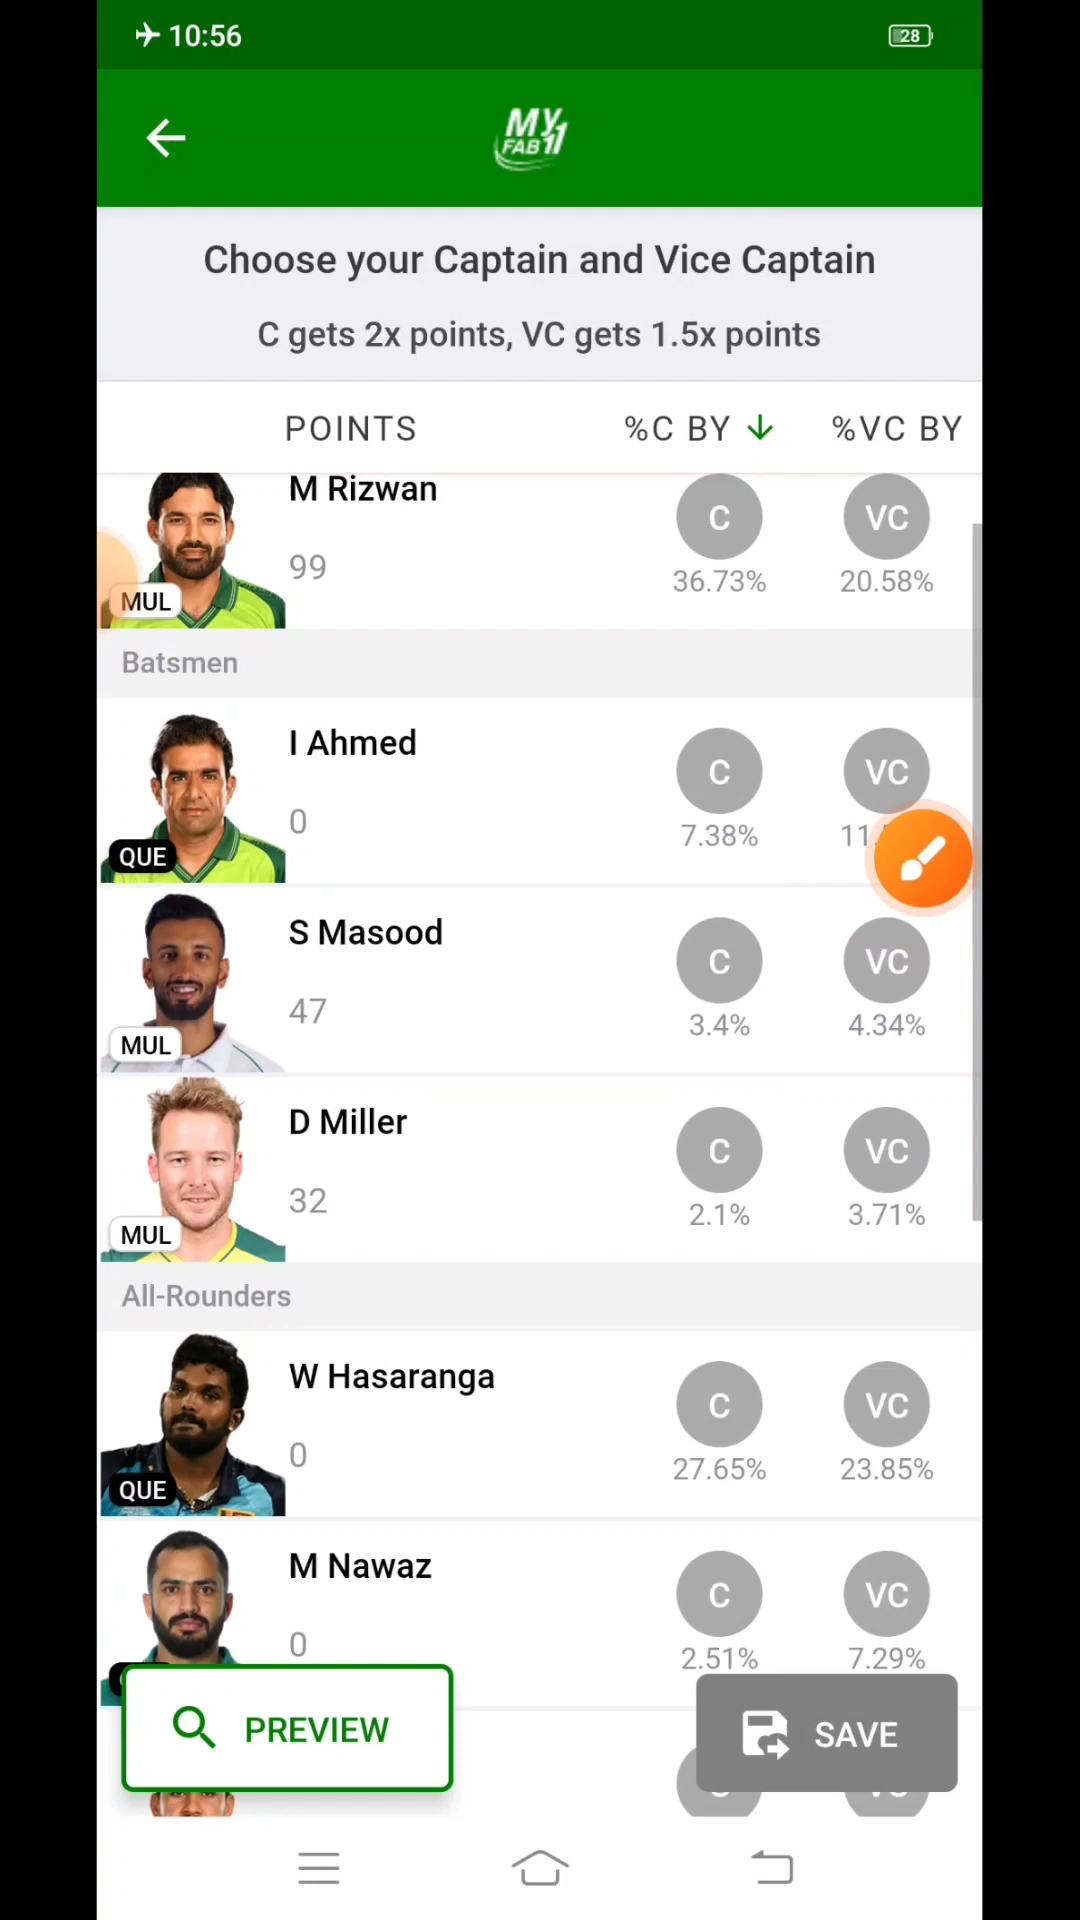 10:56
28
MY
FAB11
Choose your Captain and Vice Captain
C gets 2x points, VC gets 1.5x points
POINTS %C BY %VC BY
M Rizwan
C VC
99
36.73% 20.58%
MUL
Batsmen
I Ahmed
C VC
0
7.38% 11.
QUE
S Masood
C VC
47
3.4% 4.34%
MUL
D Miller
C VC
32
2.1% 3.71%
MUL
All-Rounders
W Hasaranga
C VC
0
27.65% 23.85%
QUE
M Nawaz
C VC
0
2.51% 7.29%
PREVIEW
SAVE